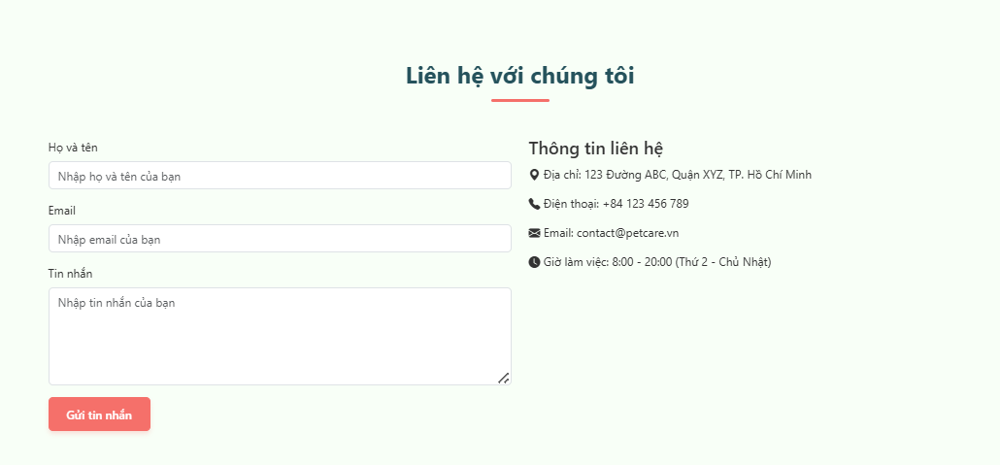 Liên hệ với chúng tôi
Họ và tên
Nhập họ và tên của bạn
Email
Nhập email của bạn
Tin nhắn
Nhập tin nhắn của bạn
Gửi tin nhắn
Thông tin liên hệ
Địa chỉ: 123 Đường ABC, Quận XYZ, TP. Hồ Chí Minh
Điện thoại: +84 123 456 789
Email: contact@petcare.vn
Giờ làm việc: 8:00 - 20:00 (Thứ 2 - Chủ Nhật)